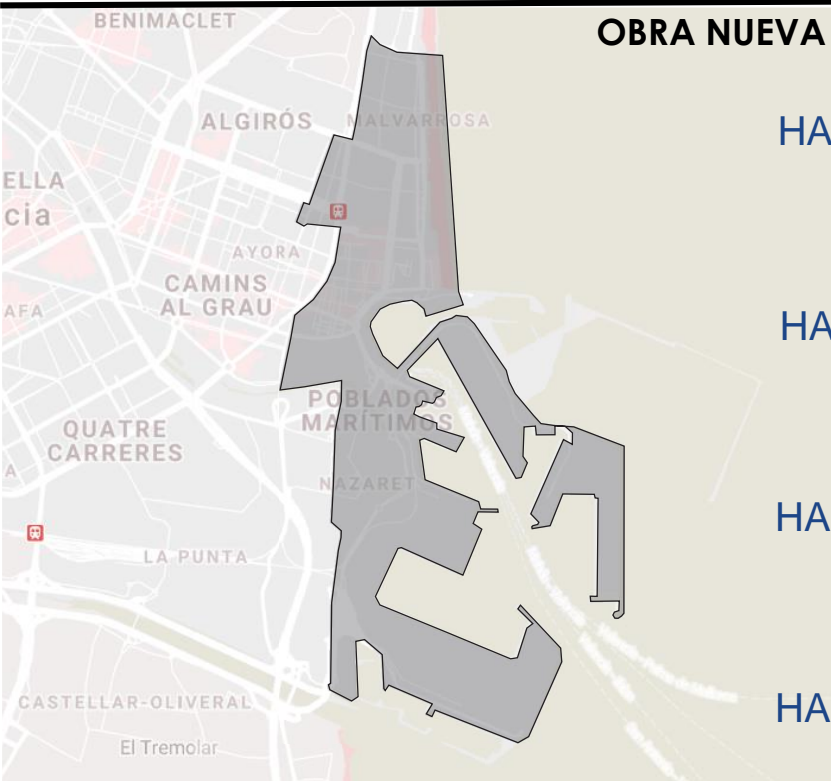 BENIMACLET
OBRA NUEVA
ALGIRÓS
MALVARROSA
HA
ELLA
cia
AYORA
CAMINS
AL GRAU
AFA
HA
POBLADOS
MARÍTIMOS
QUATRE
CARRERES
A
NAZARET
HA
LA PUNTA
CASTELLAR-OLIVERAL
HA
El Tremolar